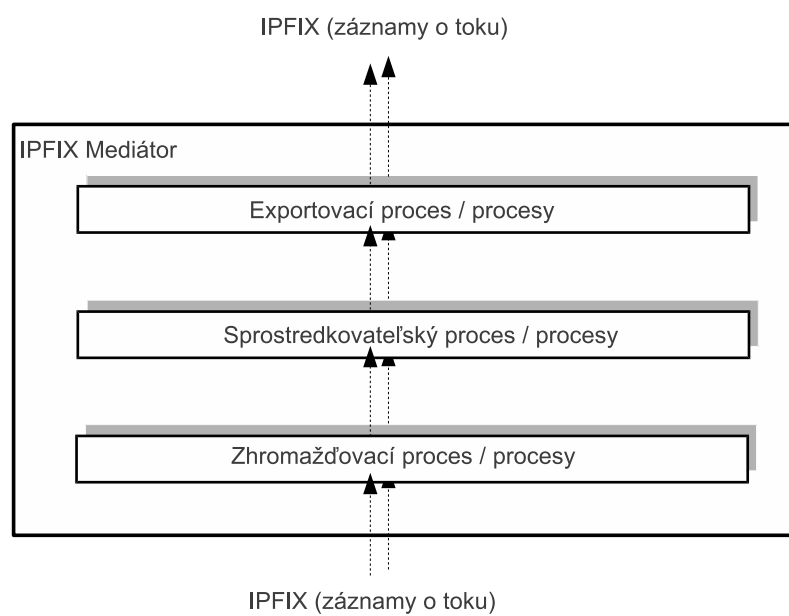 IPFIX (záznamy o toku)
IPFIX Mediátor
Exportovací proces / procesy
Sprostredkovateľský proces / procesy
Zhromažďovací proces / procesy
IPFIX (záznamy o toku)